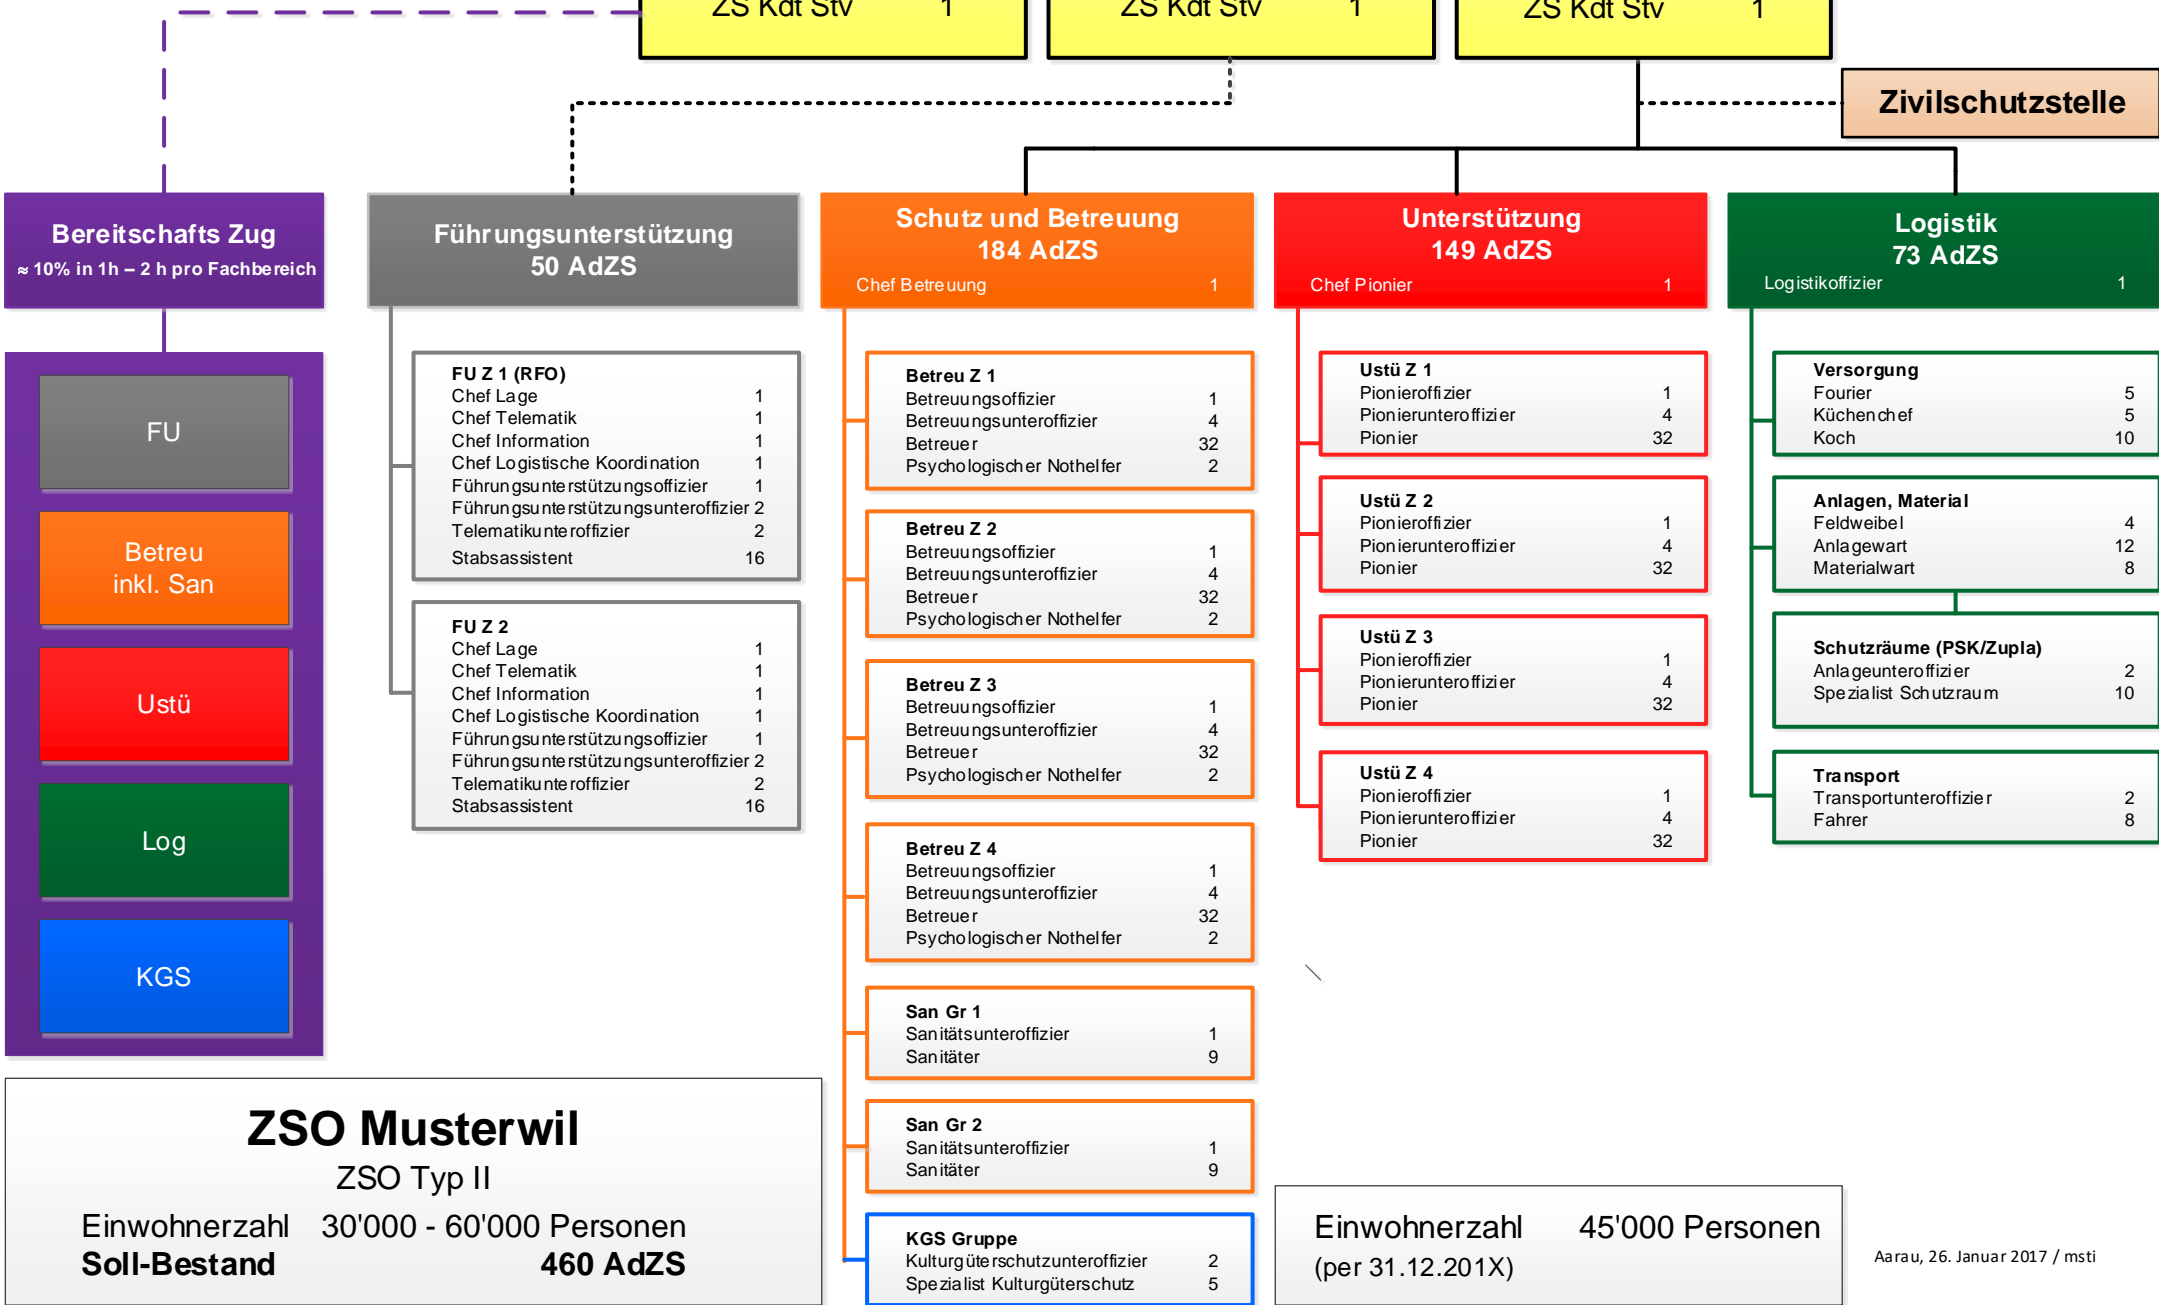 ZS Kdt Stv 1
ZS Kdt Stv 1
ZS Kdt Stv 1
Zivilschutzstelle
Bereitschafts Zug
≈ 10% in 1h – 2 h pro Fachbereich
FU
Betreu
inkl. San
Ustü
Log
KGS
Führungsunterstützung
50 AdZS
FU Z 1 (RFO)
Chef Lage 1
Chef Telematik 1
Chef Information 1
Chef Logistische Koordination 1
Führungsunterstützungsoffizier 1
Führungsunterstützungsunteroffizier 2
Telematikunteroffizier 2
Stabsassistent 16
FU Z 2
Chef Lage 1
Chef Telematik 1
Chef Information 1
Chef Logistische Koordination 1
Führungsunterstützungsoffizier 1
Führungsunterstützungsunteroffizier 2
Telematikunteroffizier 2
Stabsassistent 16
Schutz und Betreuung
184 AdZS
Chef Betreuung 1
Betreu Z 1
Betreuungsoffizier 1
Betreuungsunteroffizier 4
Betreuer 32
Psychologischer Nothelfer 2
Betreu Z 2
Betreuungsoffizier 1
Betreuungsunteroffizier 4
Betreuer 32
Psychologischer Nothelfer 2
Betreu Z 3
Betreuungsoffizier 1
Betreuungsunteroffizier 4
Betreuer 32
Psychologischer Nothelfer 2
Betreu Z 4
Betreuungsoffizier 1
Betreuungsunteroffizier 4
Betreuer 32
Psychologischer Nothelfer 2
San Gr 1
Sanitätsunteroffizier 1
Sanitäter 9
San Gr 2
Sanitätsunteroffizier 1
Sanitäter 9
KGS Gruppe
Kulturgüterschutzunteroffizier 2
Spezialist Kulturgüterschutz 5
Unterstützung
149 AdZS
Chef Pionier 1
Ustü Z 1
Pionieroffizier 1
Pionierunteroffizier 4
Pionier 32
Ustü Z 2
Pionieroffizier 1
Pionierunteroffizier 4
Pionier 32
Ustü Z 3
Pionieroffizier 1
Pionierunteroffizier 4
Pionier 32
Ustü Z 4
Pionieroffizier 1
Pionierunteroffizier 4
Pionier 32
Logistik
73 AdZS
Logistikoffizier 1
Versorgung
Fourier 5
Küchenchef 5
Koch 10
Anlagen, Material
Feldweibel 4
Anlagewart 12
Materialwart 8
Schutzräume (PSK/Zupla)
Anlageunteroffizier 2
Spezialist Schutzraum 10
Transport
Transportunteroffizier 2
Fahrer 8
ZSO Musterwil
ZSO Typ II
Einwohnerzahl 30'000 - 60'000 Personen
Soll-Bestand 460 AdZS
Einwohnerzahl 45'000 Personen
(per 31.12.201X)
Aarau, 26. Januar 2017 / msti